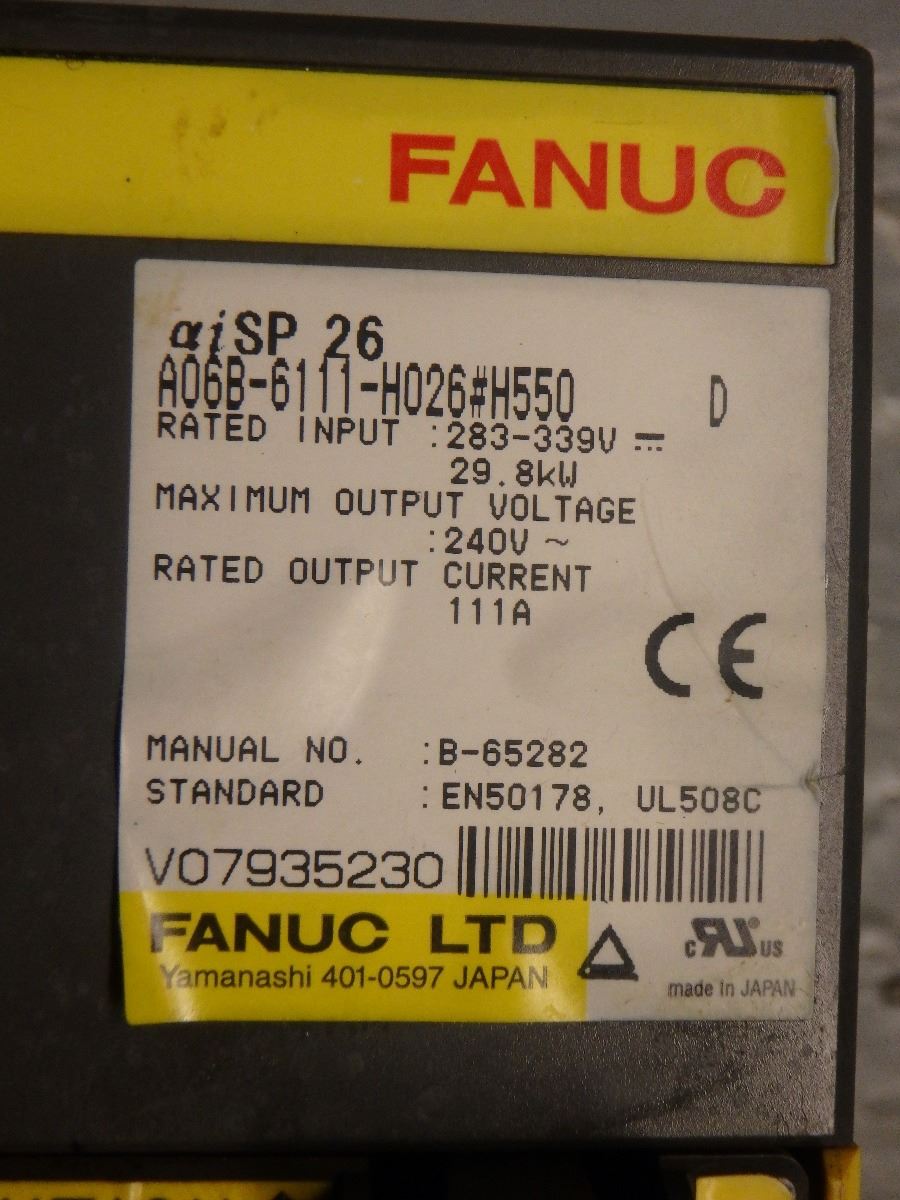 FANUC
αiSP 26
A06B-6111-H026#H550 D
RATED INPUT :283-339V ⎓
29.8kW
MAXIMUM OUTPUT VOLTAGE
:240V ~
RATED OUTPUT CURRENT
111A
CE
MANUAL NO. :B-65282
STANDARD :EN50178, UL508C
V07935230
FANUC LTD
Yamanashi 401-0597 JAPAN
c RU US
made in JAPAN